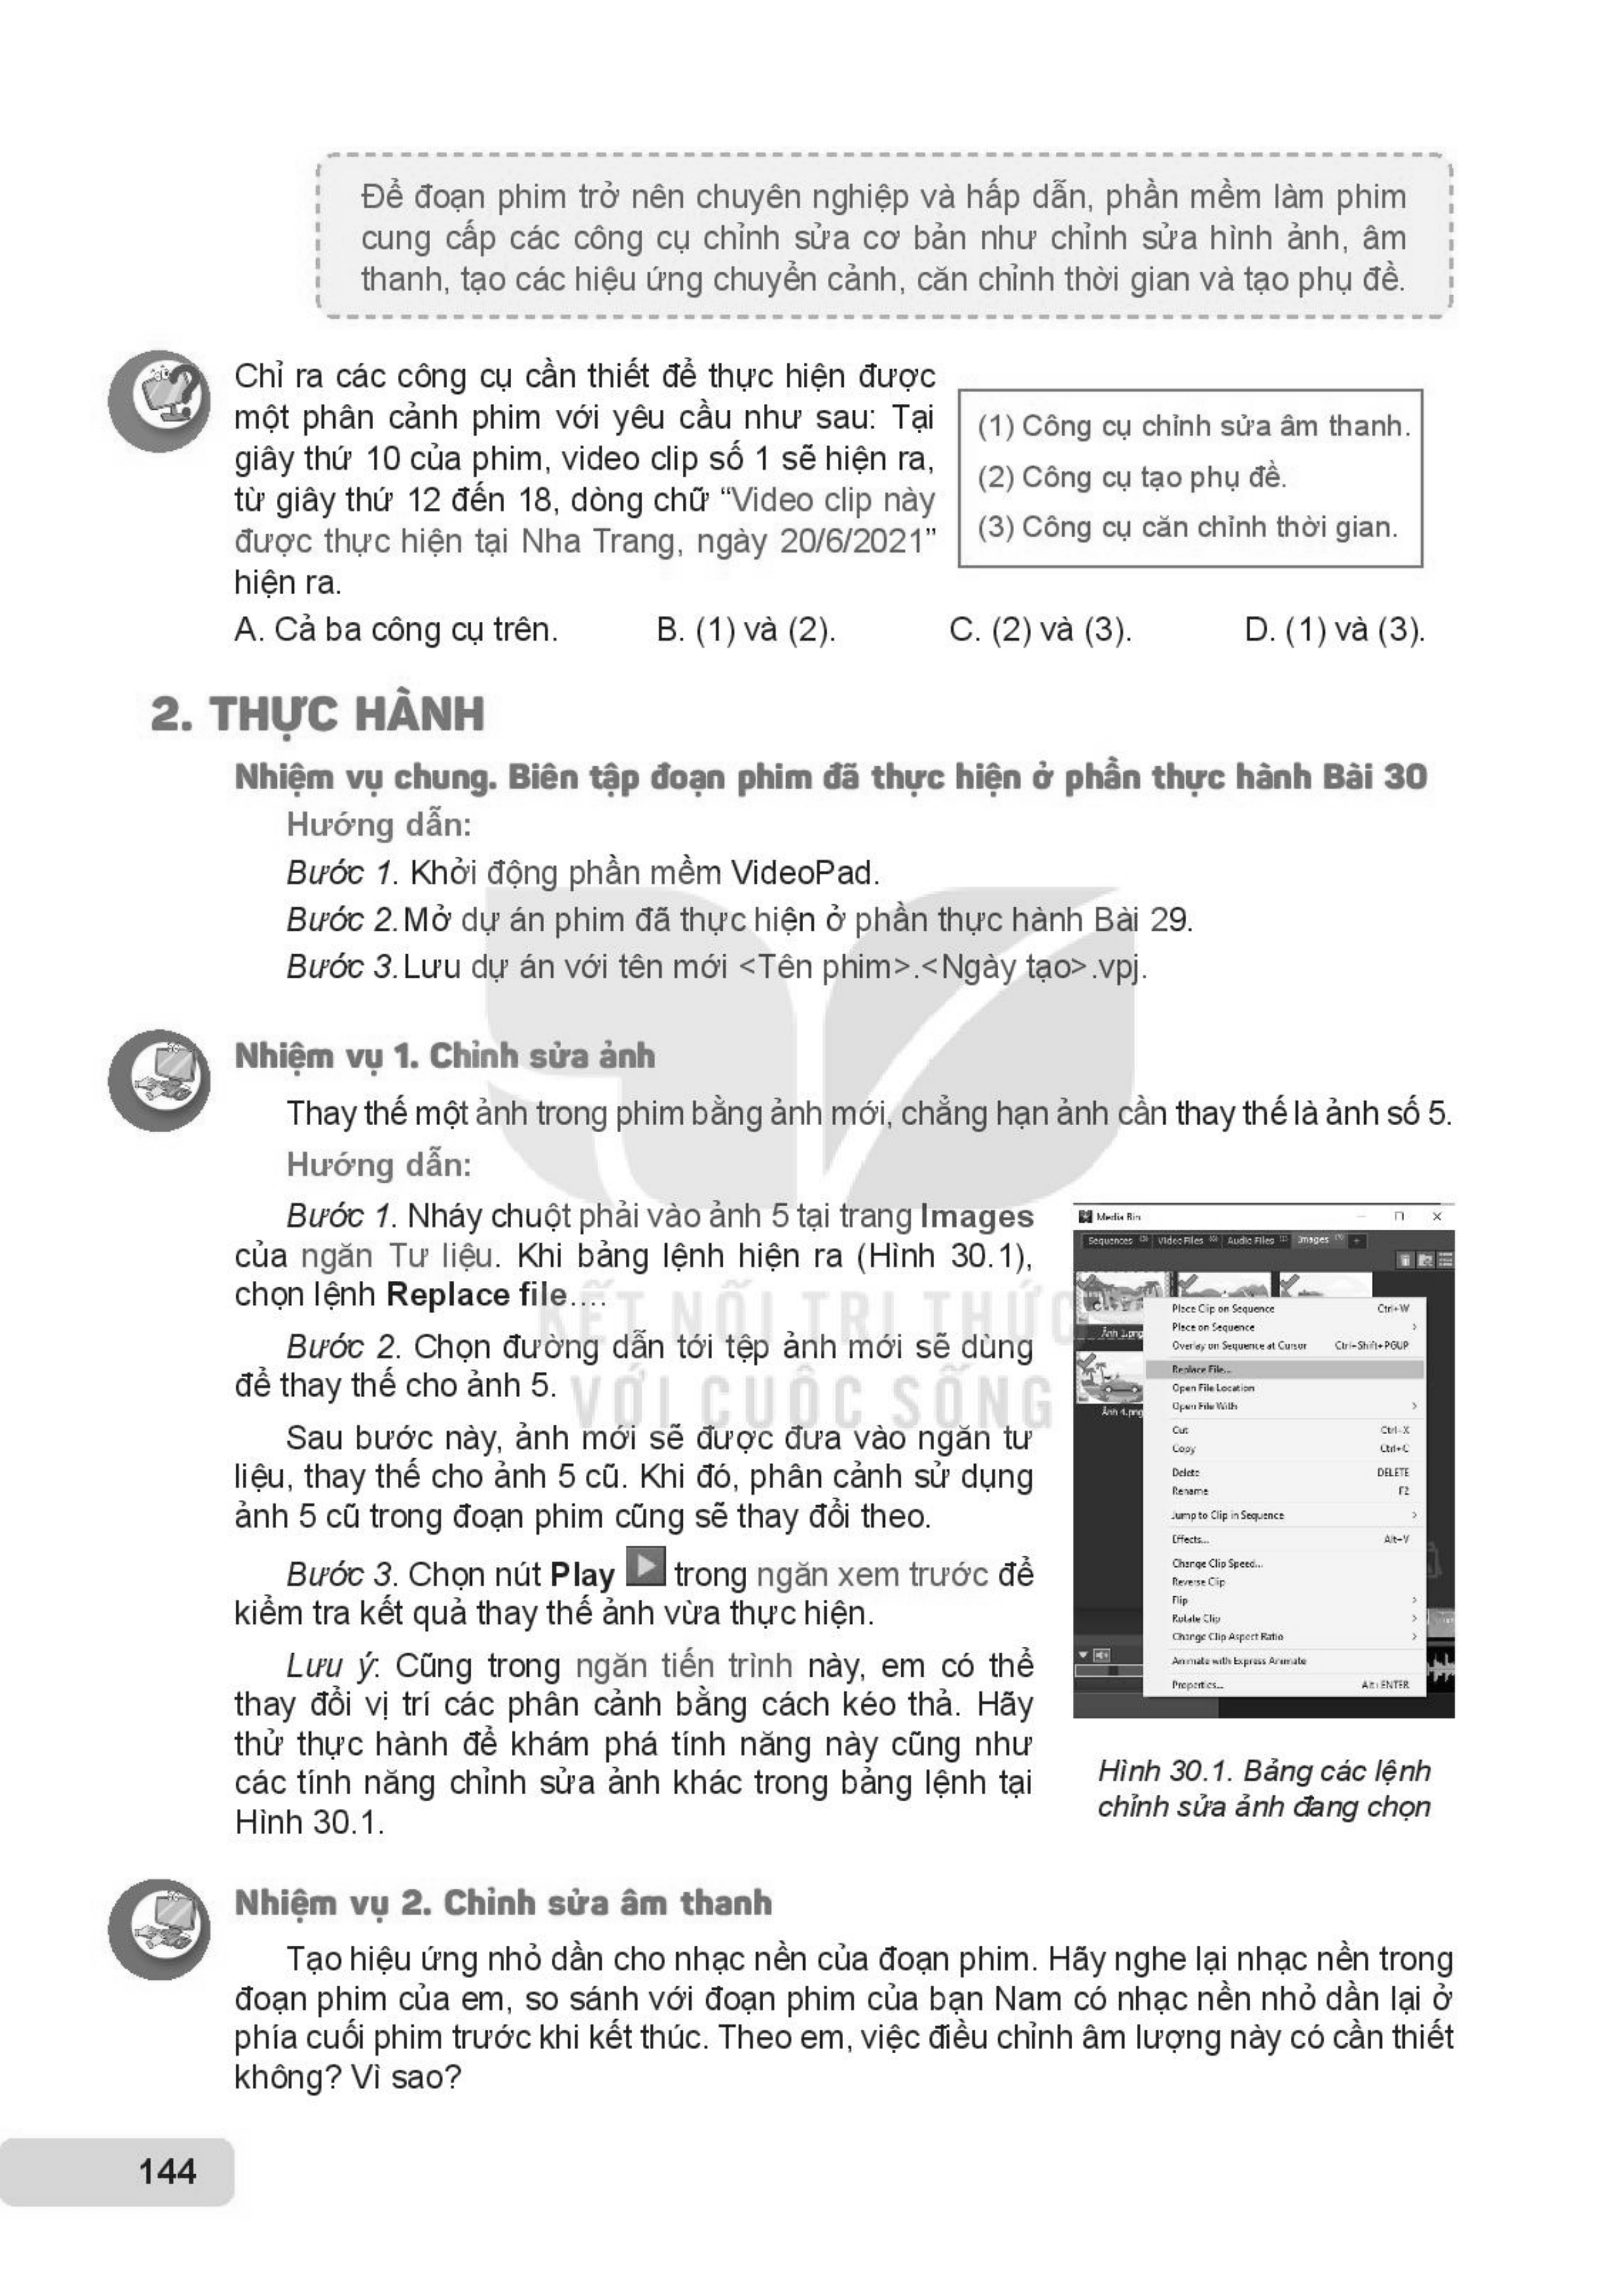 Để đoạn phim trở nên chuyên nghiệp và hấp dẫn, phần mềm làm phim
cung cấp các công cụ chỉnh sửa cơ bản như chỉnh sửa hình ảnh, âm
thanh, tạo các hiệu ứng chuyển cảnh, căn chỉnh thời gian và tạo phụ đề.
Chỉ ra các công cụ cần thiết để thực hiện được
một phân cảnh phim với yêu cầu như sau: Tại
giây thứ 10 của phim, video clip số 1 sẽ hiện ra,
từ giây thứ 12 đến 18, dòng chữ “Video clip này
được thực hiện tại Nha Trang, ngày 20/6/2021”
hiện ra.
(1) Công cụ chỉnh sửa âm thanh.
(2) Công cụ tạo phụ đề.
(3) Công cụ căn chỉnh thời gian.
A. Cả ba công cụ trên. B. (1) và (2). C. (2) và (3). D. (1) và (3).
2. THỰC HÀNH
Nhiệm vụ chung. Biên tập đoạn phim đã thực hiện ở phần thực hành Bài 30
Hướng dẫn:
Bước 1. Khởi động phần mềm VideoPad.
Bước 2. Mở dự án phim đã thực hiện ở phần thực hành Bài 29.
Bước 3. Lưu dự án với tên mới <Tên phim>.<Ngày tạo>.vpj.
Nhiệm vụ 1. Chỉnh sửa ảnh
Thay thế một ảnh trong phim bằng ảnh mới, chẳng hạn ảnh cần thay thế là ảnh số 5.
Hướng dẫn:
Bước 1. Nháy chuột phải vào ảnh 5 tại trang Images
của ngăn Tư liệu. Khi bảng lệnh hiện ra (Hình 30.1),
chọn lệnh Replace file....
Bước 2. Chọn đường dẫn tới tệp ảnh mới sẽ dùng
để thay thế cho ảnh 5.
Sau bước này, ảnh mới sẽ được đưa vào ngăn tư
liệu, thay thế cho ảnh 5 cũ. Khi đó, phân cảnh sử dụng
ảnh 5 cũ trong đoạn phim cũng sẽ thay đổi theo.
Bước 3. Chọn nút Play trong ngăn xem trước để
kiểm tra kết quả thay thế ảnh vừa thực hiện.
Lưu ý: Cũng trong ngăn tiến trình này, em có thể
thay đổi vị trí các phân cảnh bằng cách kéo thả. Hãy
thử thực hành để khám phá tính năng này cũng như
các tính năng chỉnh sửa ảnh khác trong bảng lệnh tại
Hình 30.1.
KẾT NỐI TRI THỨC
VỚI CUỘC SỐNG
Media Bin
Sequences Video Files Audio Files Images +
Ảnh 1.png
Ảnh 4.png
Place Clip on Sequence Ctrl+W
Place on Sequence
Overlay on Sequence at Cursor Ctrl+Shift+PGUP
Replace File...
Open File Location
Open File With
Cut Ctrl+X
Copy Ctrl+C
Delete DELETE
Rename F2
Jump to Clip in Sequence
Effects... Alt+V
Change Clip Speed...
Reverse Clip
Flip
Rotate Clip
Change Clip Aspect Ratio
Animate with Express Animate
Properties... Alt+ENTER
Hình 30.1. Bảng các lệnh
chỉnh sửa ảnh đang chọn
Nhiệm vụ 2. Chỉnh sửa âm thanh
Tạo hiệu ứng nhỏ dần cho nhạc nền của đoạn phim. Hãy nghe lại nhạc nền trong
đoạn phim của em, so sánh với đoạn phim của bạn Nam có nhạc nền nhỏ dần lại ở
phía cuối phim trước khi kết thúc. Theo em, việc điều chỉnh âm lượng này có cần thiết
không? Vì sao?
144